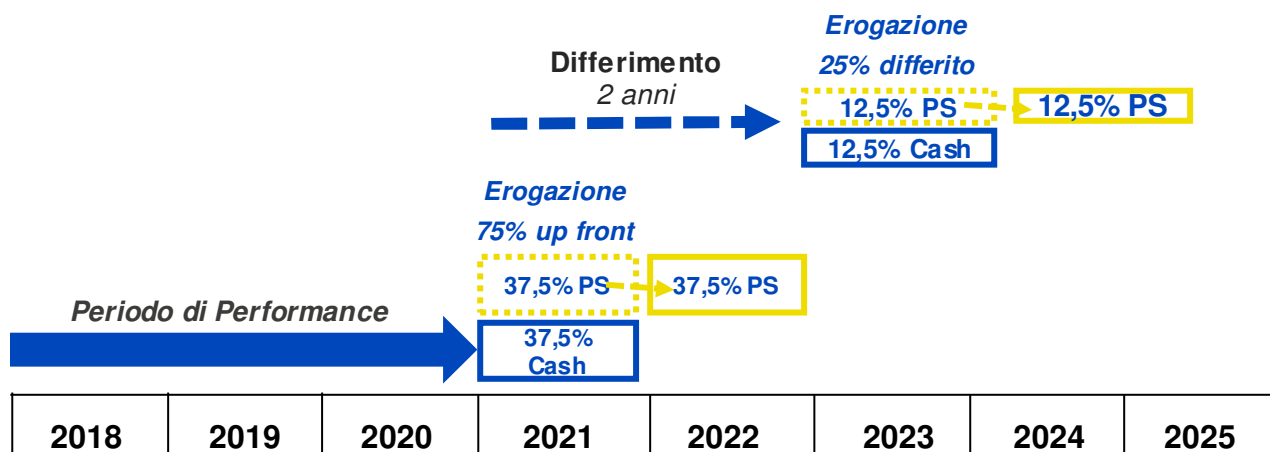 Erogazione
25% differito
Differimento
2 anni
12,5% PS
12,5% PS
12,5% Cash
Erogazione
75% up front
37,5% PS
37,5% PS
Periodo di Performance
37,5%
Cash
2018
2019
2020
2021
2022
2023
2024
2025